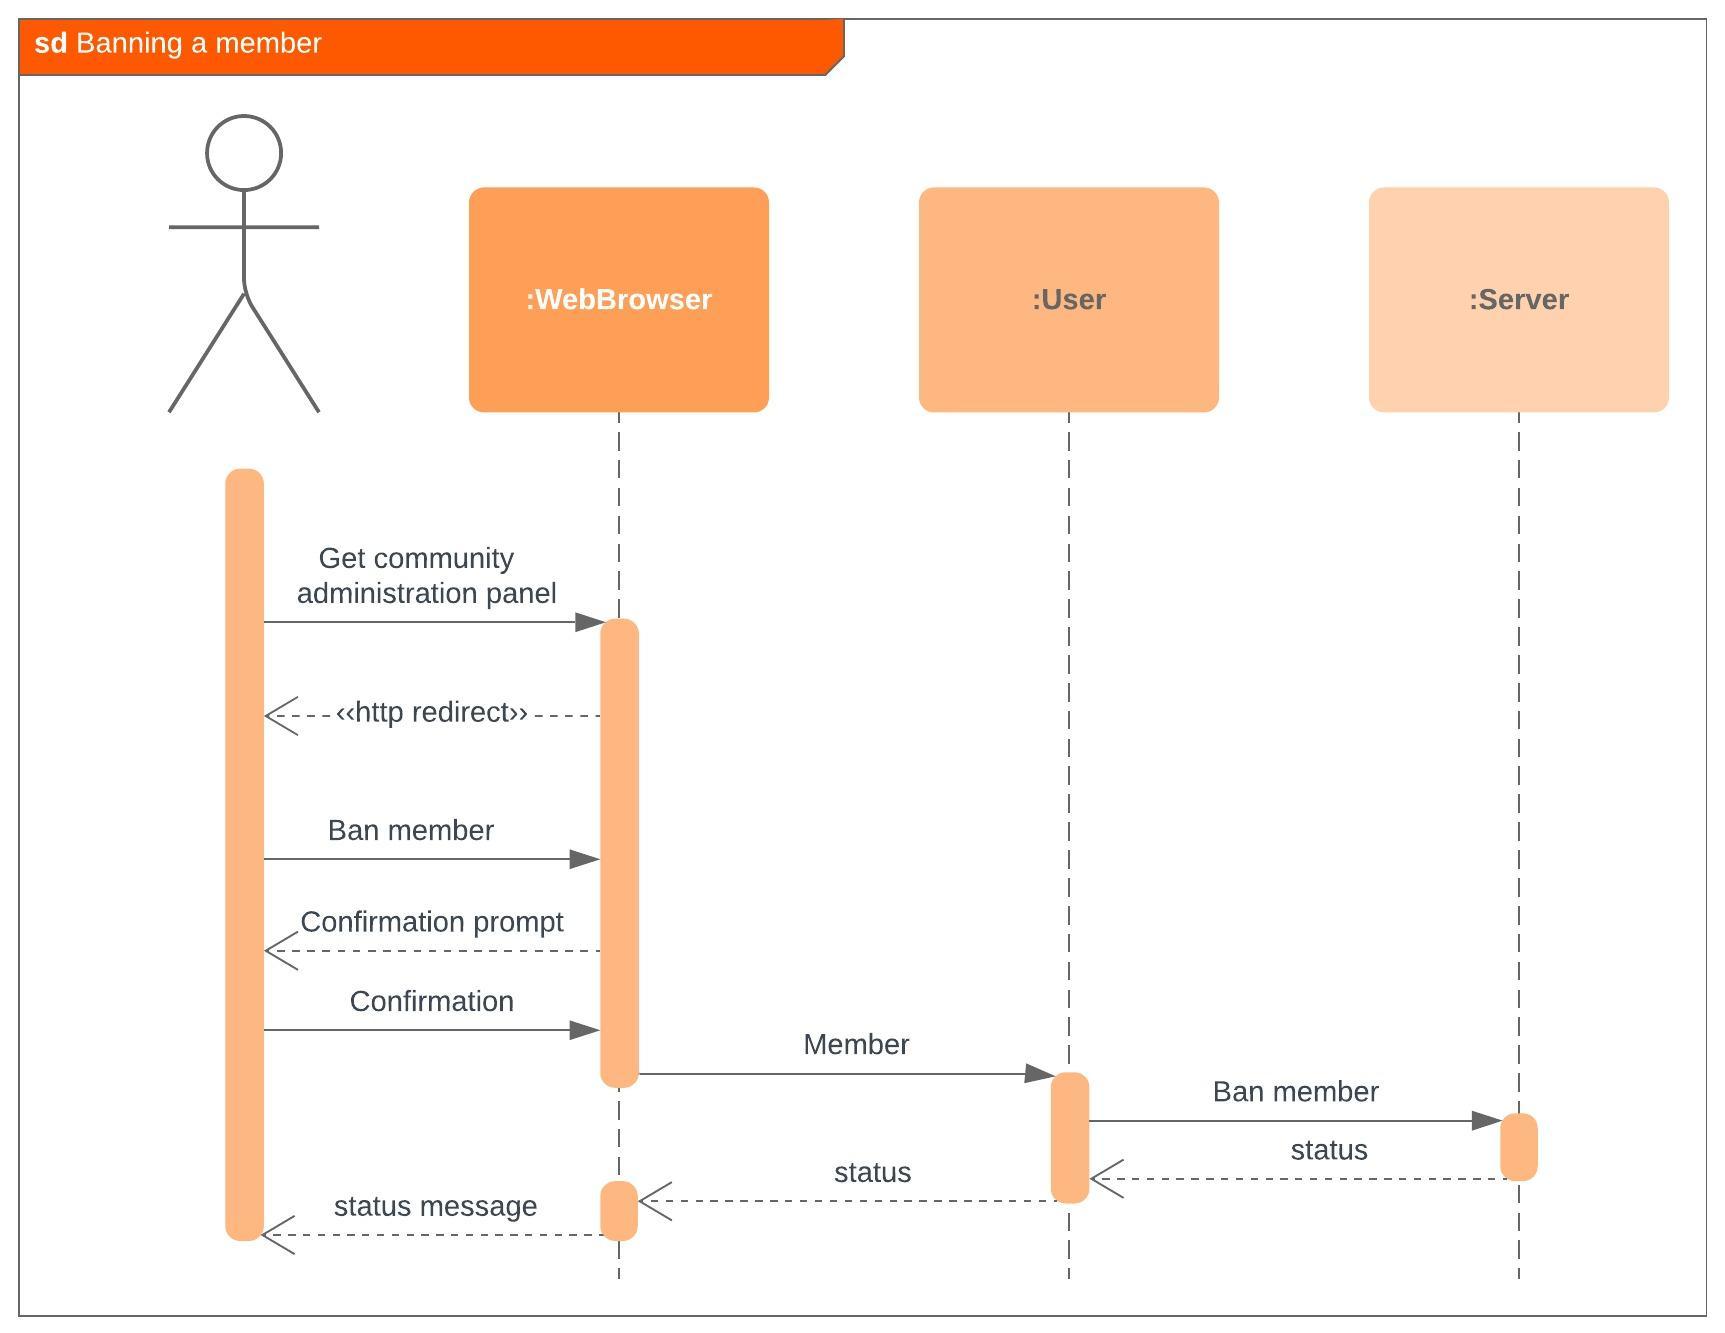 sd Banning a member
:WebBrowser
:User
:Server
Get community
administration panel
‹‹http redirect››
Ban member
Confirmation prompt
Confirmation
Member
Ban member
status
status
status message